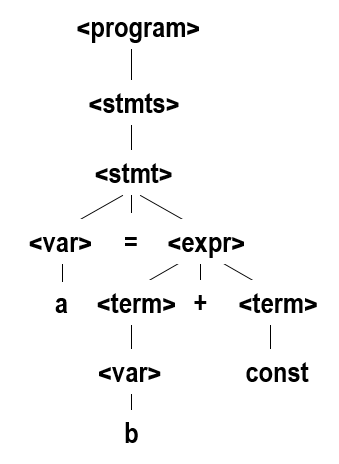 <program>
<stmts>
<stmt>
<var> = <expr>
a <term> + <term>
<var> const
b